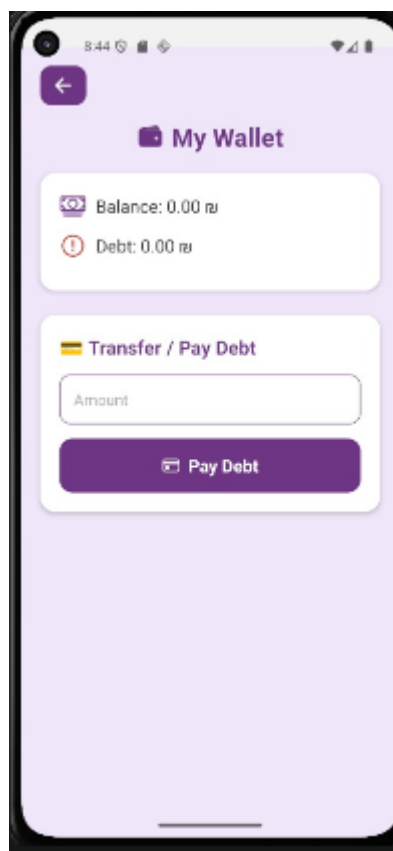 8:44
My Wallet
Balance: 0.00 ₪
Debt: 0.00 ₪
Transfer / Pay Debt
Amount
Pay Debt